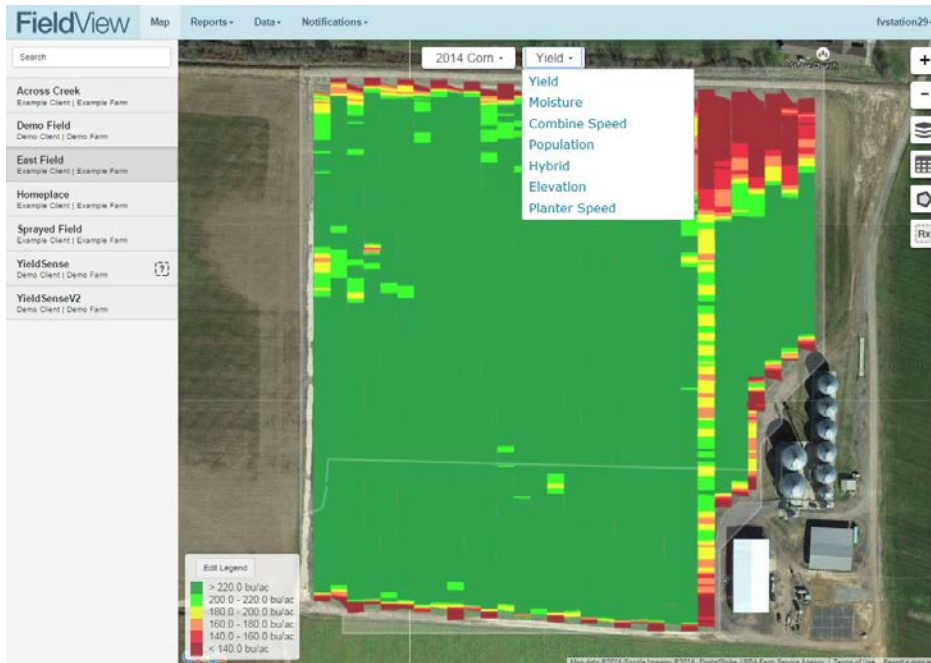 FieldView
Map
Reports
Data
Notifications
fvstation29
Search
2014 Corn
Yield
Across Creek
Example Client | Example Farm
Demo Field
Demo Client | Demo Farm
East Field
Example Client | Example Farm
Homeplace
Example Client | Example Farm
Sprayed Field
Example Client | Example Farm
YieldSense
Demo Client | Demo Farm
[?]
YieldSenseV2
Demo Client | Demo Farm
Yield
Moisture
Combine Speed
Population
Hybrid
Elevation
Planter Speed
+
−
Rx
Edit Legend
> 220.0 bu/ac
200.0 - 220.0 bu/ac
180.0 - 200.0 bu/ac
160.0 - 180.0 bu/ac
140.0 - 160.0 bu/ac
< 140.0 bu/ac